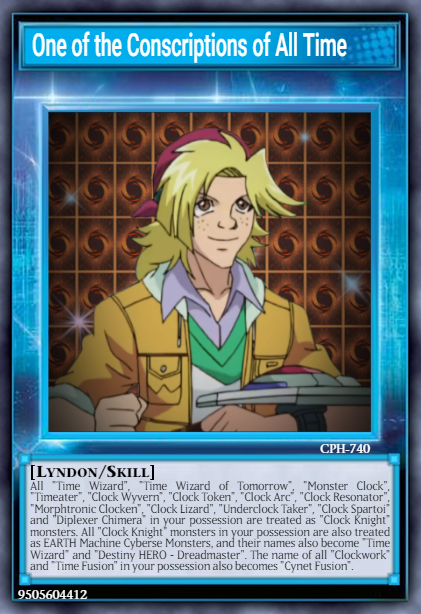 One of the Conscriptions of All Time
CPH-740
[LYNDON/SKILL]
All "Time Wizard", "Time Wizard of Tomorrow", "Monster Clock",
"Timeater", "Clock Wyvern", "Clock Token", "Clock Arc", "Clock Resonator",
"Morphtronic Clocken", "Clock Lizard", "Underclock Taker", "Clock Spartoi"
and "Diplexer Chimera" in your possession are treated as "Clock Knight"
monsters. All "Clock Knight" monsters in your possession are also treated
as EARTH Machine Cyberse Monsters, and their names also become "Time
Wizard" and "Destiny HERO - Dreadmaster". The name of all "Clockwork"
and "Time Fusion" in your possession also becomes "Cynet Fusion".
9505604412